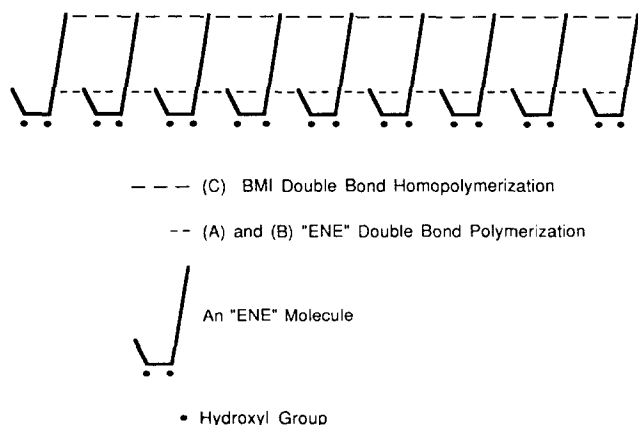 (C) BMI Double Bond Homopolymerization
(A) and (B) "ENE" Double Bond Polymerization
An "ENE" Molecule
Hydroxyl Group